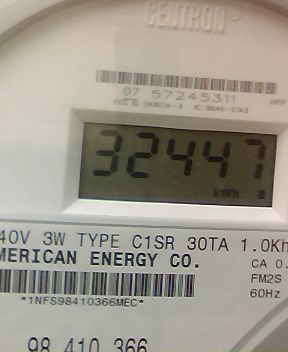 CENTRON
07 57245311
32447
kWh
40V 3W TYPE C1SR 30TA 1.0Kh
MERICAN ENERGY CO.
CA 0.
FM2S
60Hz
*1NFS98410366MEC*
98 410 366